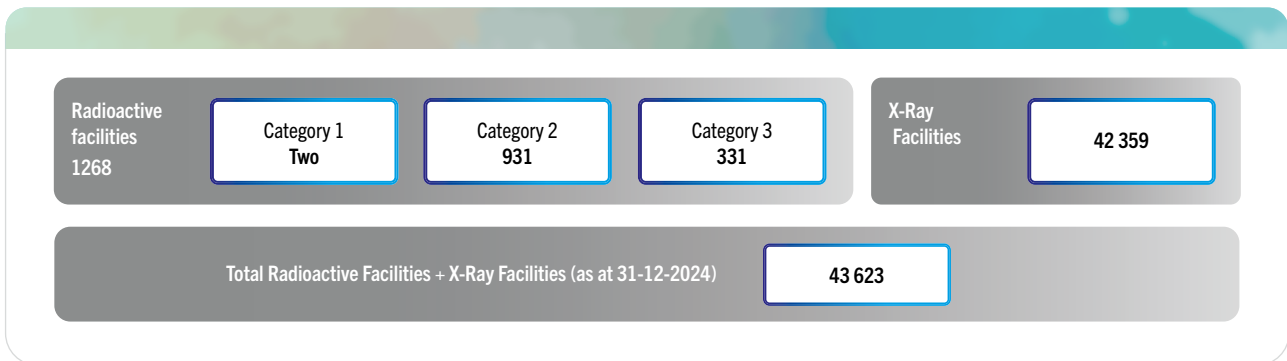 Radioactive
facilities
1268
Category 1
Two
Category 2
931
Category 3
331
X-Ray
Facilities
42 359
Total Radioactive Facilities + X-Ray Facilities (as at 31-12-2024)
43 623